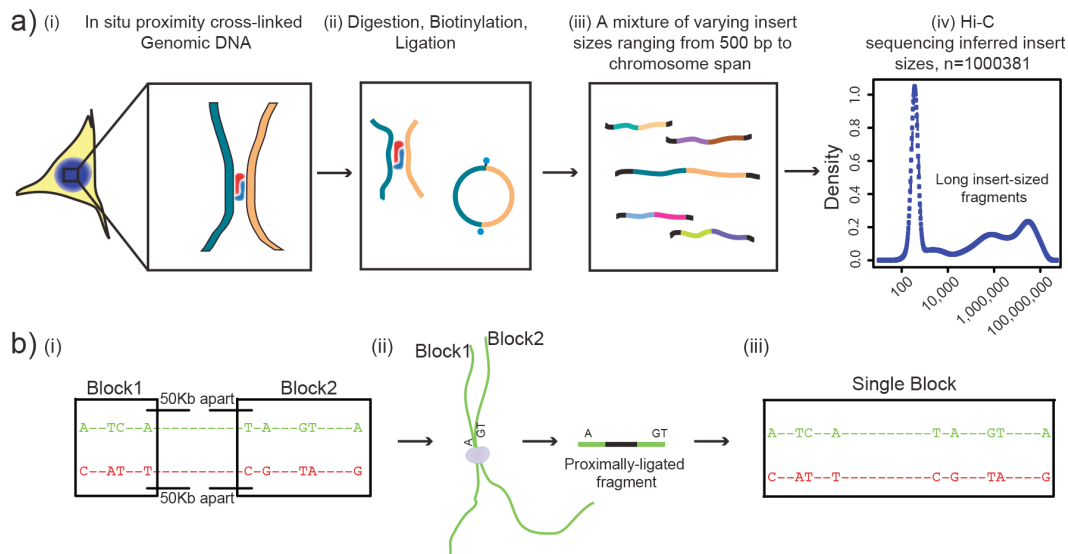 a) (i)
In situ proximity cross-linked
Genomic DNA
(ii) Digestion, Biotinylation,
Ligation
(iii) A mixture of varying insert
sizes ranging from 500 bp to
chromosome span
(iv) Hi-C
sequencing inferred insert
sizes, n=1000381
Density
1.0
0.8
0.6
0.4
0.2
0.0
Long insert-sized
fragments
100
10,000
1,000,000
100,000,000
b) (i)
Block1
50Kb apart
Block2
A--TC--A----------T-A---GT---A
C--AT--T----------C-G---TA---G
50Kb apart
(ii)
Block1
Block2
A
GT
A GT
Proximally-ligated
fragment
(iii)
Single Block
A--TC--A----------T-A---GT---A
C--AT--T----------C-G---TA---G